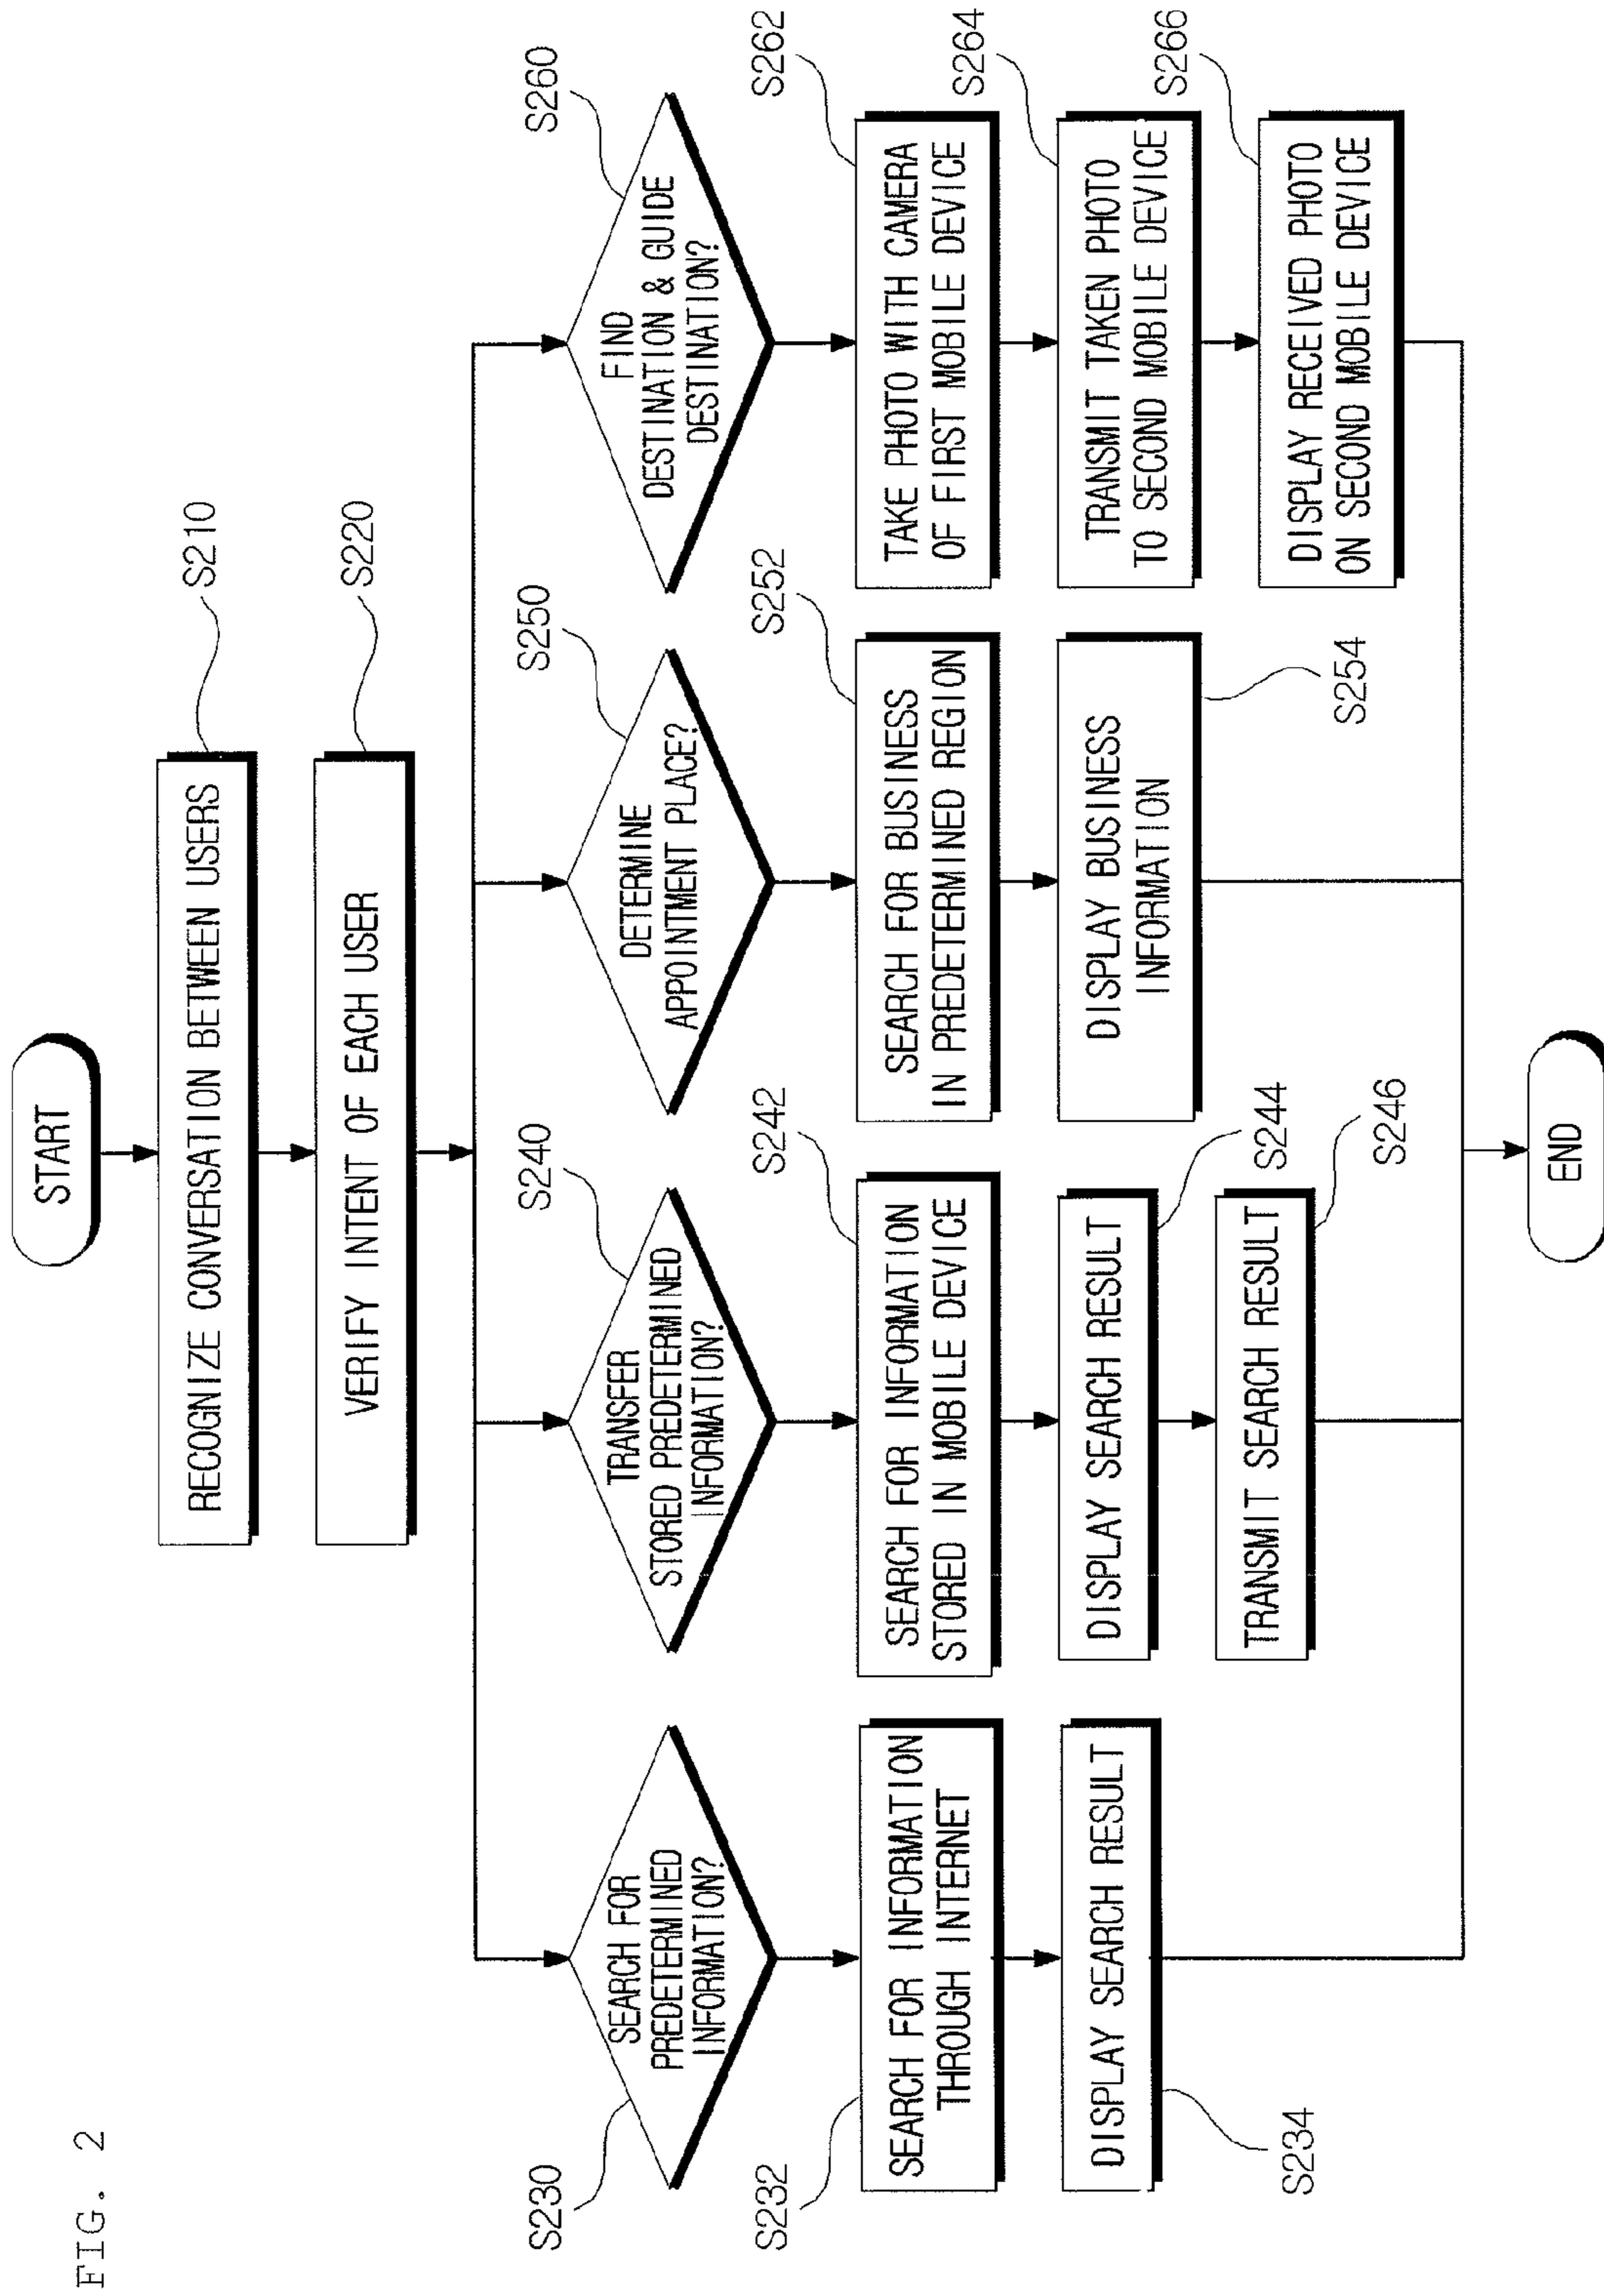 FIG. 2
START
RECOGNIZE CONVERSATION BETWEEN USERS
S210
VERIFY INTENT OF EACH USER
S220
S230
SEARCH FOR
PREDETERMINED
INFORMATION?
S232
SEARCH FOR INFORMATION
THROUGH INTERNET
DISPLAY SEARCH RESULT
S234
S240
TRANSFER
STORED PREDETERMINED
INFORMATION?
S242
SEARCH FOR INFORMATION
STORED IN MOBILE DEVICE
DISPLAY SEARCH RESULT
S244
TRANSMIT SEARCH RESULT
S246
S250
DETERMINE
APPOINTMENT PLACE?
S252
SEARCH FOR BUSINESS
IN PREDETERMINED REGION
DISPLAY BUSINESS
INFORMATION
S254
S260
FIND
DESTINATION & GUIDE
DESTINATION?
S262
TAKE PHOTO WITH CAMERA
OF FIRST MOBILE DEVICE
S264
TRANSMIT TAKEN PHOTO
TO SECOND MOBILE DEVICE
S266
DISPLAY RECEIVED PHOTO
ON SECOND MOBILE DEVICE
END